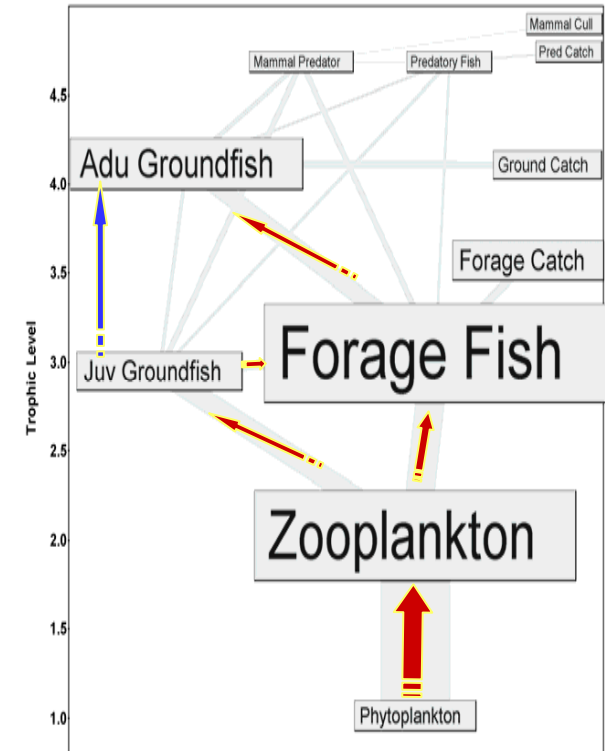 Mammal Cull
Mammal Predator
Predatory Fish
Pred Catch
4.5
Adu Groundfish
Ground Catch
4.0
Forage Catch
3.5
Forage Fish
3.0
Juv Groundfish
Trophic Level
2.5
Zooplankton
2.0
1.5
Phytoplankton
1.0